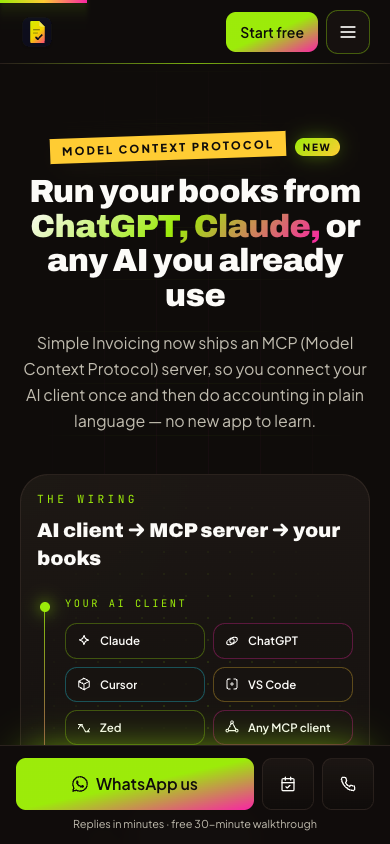 Start free
MODEL CONTEXT PROTOCOL
NEW
Run your books from
ChatGPT, Claude, or
any AI you already
use
Simple Invoicing now ships an MCP (Model
Context Protocol) server, so you connect your
AI client once and then do accounting in plain
language — no new app to learn.
THE WIRING
AI client → MCP server → your
books
YOUR AI CLIENT
Claude
ChatGPT
Cursor
VS Code
Zed
Any MCP client
WhatsApp us
Replies in minutes · free 30-minute walkthrough